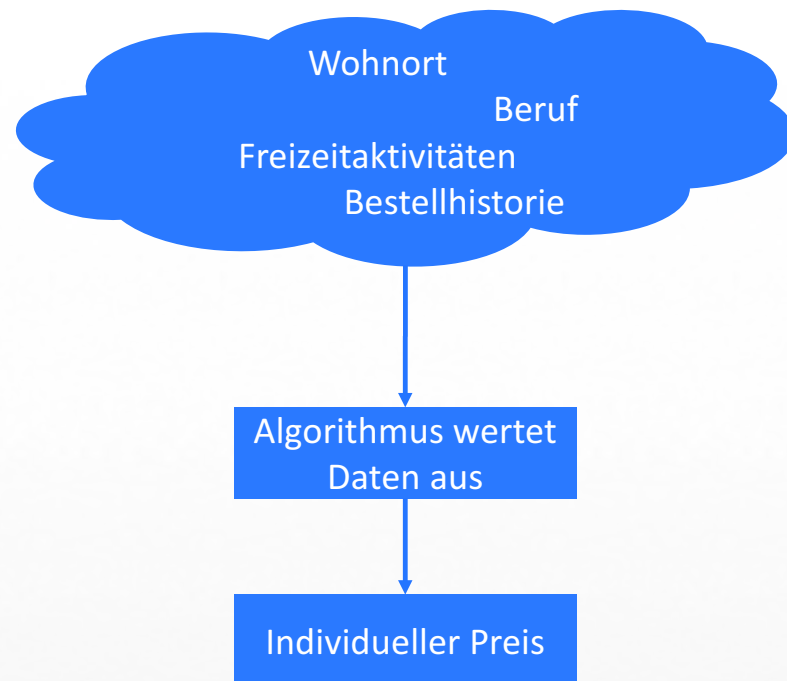 Wohnort
Beruf
Freizeitaktivitäten
Bestellhistorie
Algorithmus wertet
Daten aus
Individueller Preis